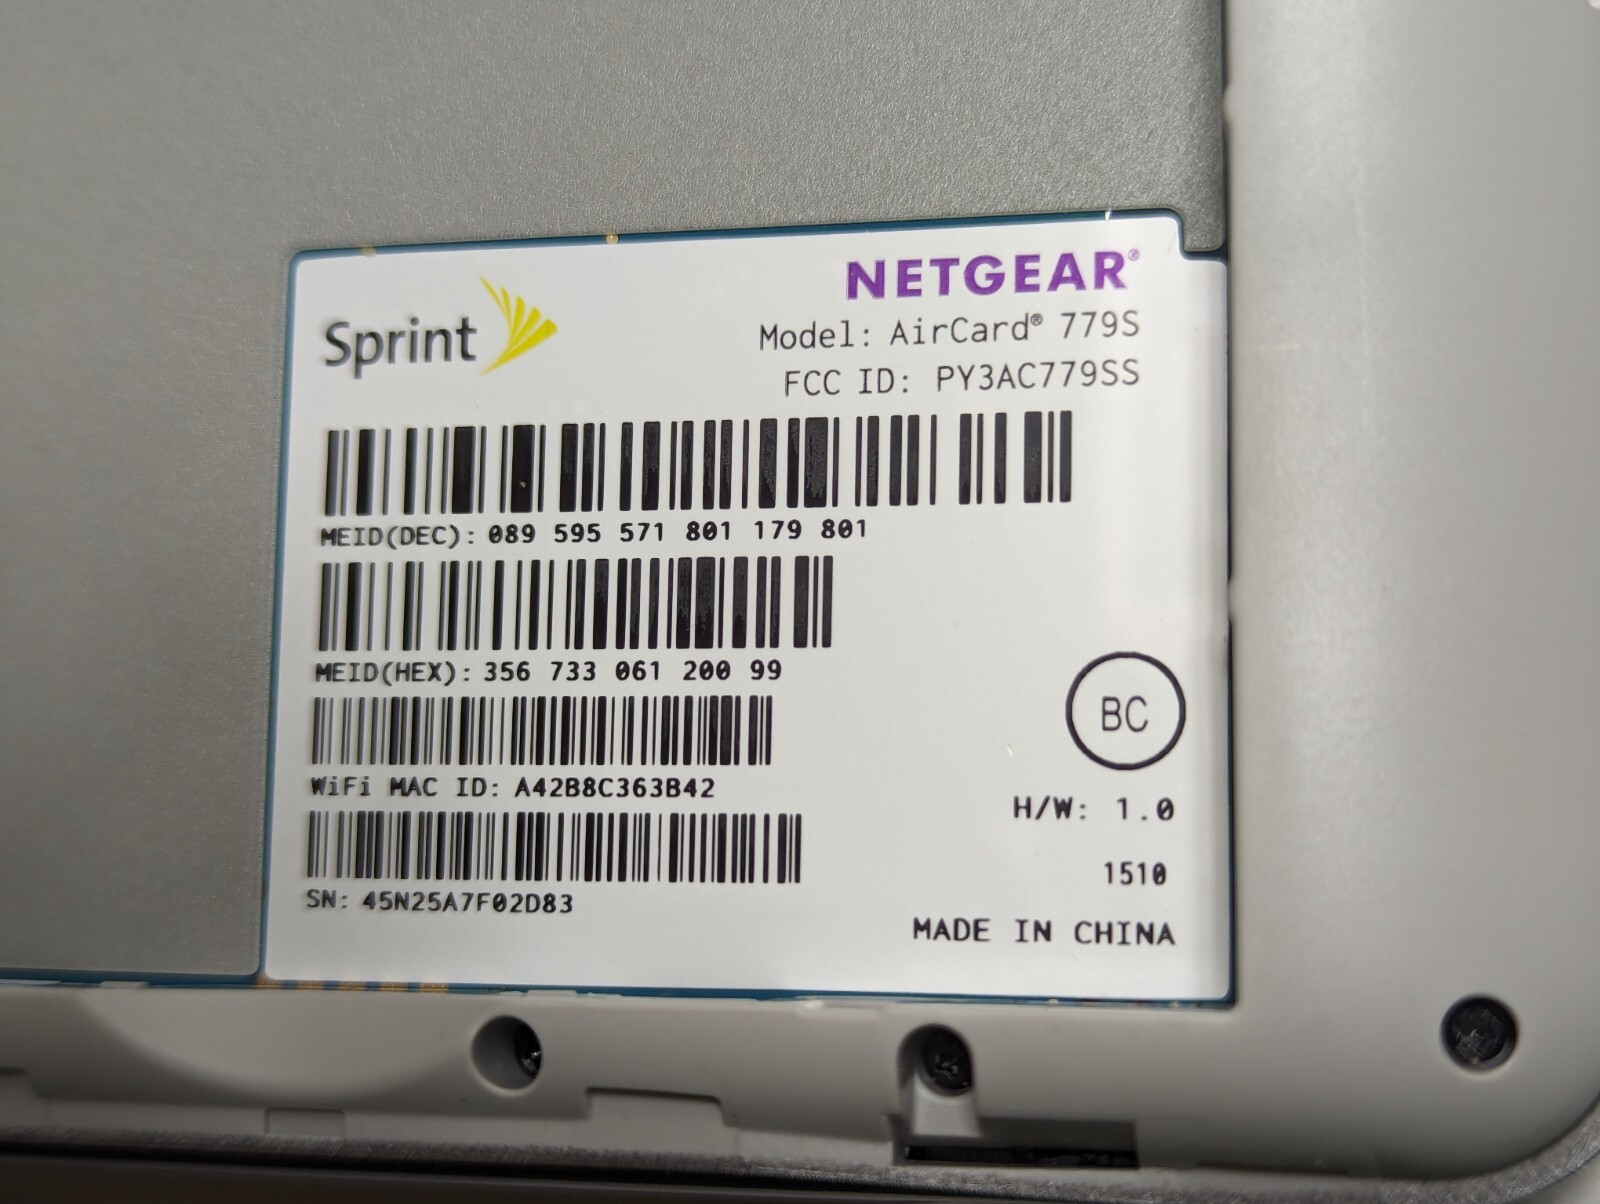 Sprint
NETGEAR®
Model: AirCard® 779S
FCC ID: PY3AC779SS
MEID(DEC): 089 595 571 801 179 801
MEID(HEX): 356 733 061 200 99
WiFi MAC ID: A42B8C363B42
SN: 45N25A7F02D83
BC
H/W: 1.0
1510
MADE IN CHINA